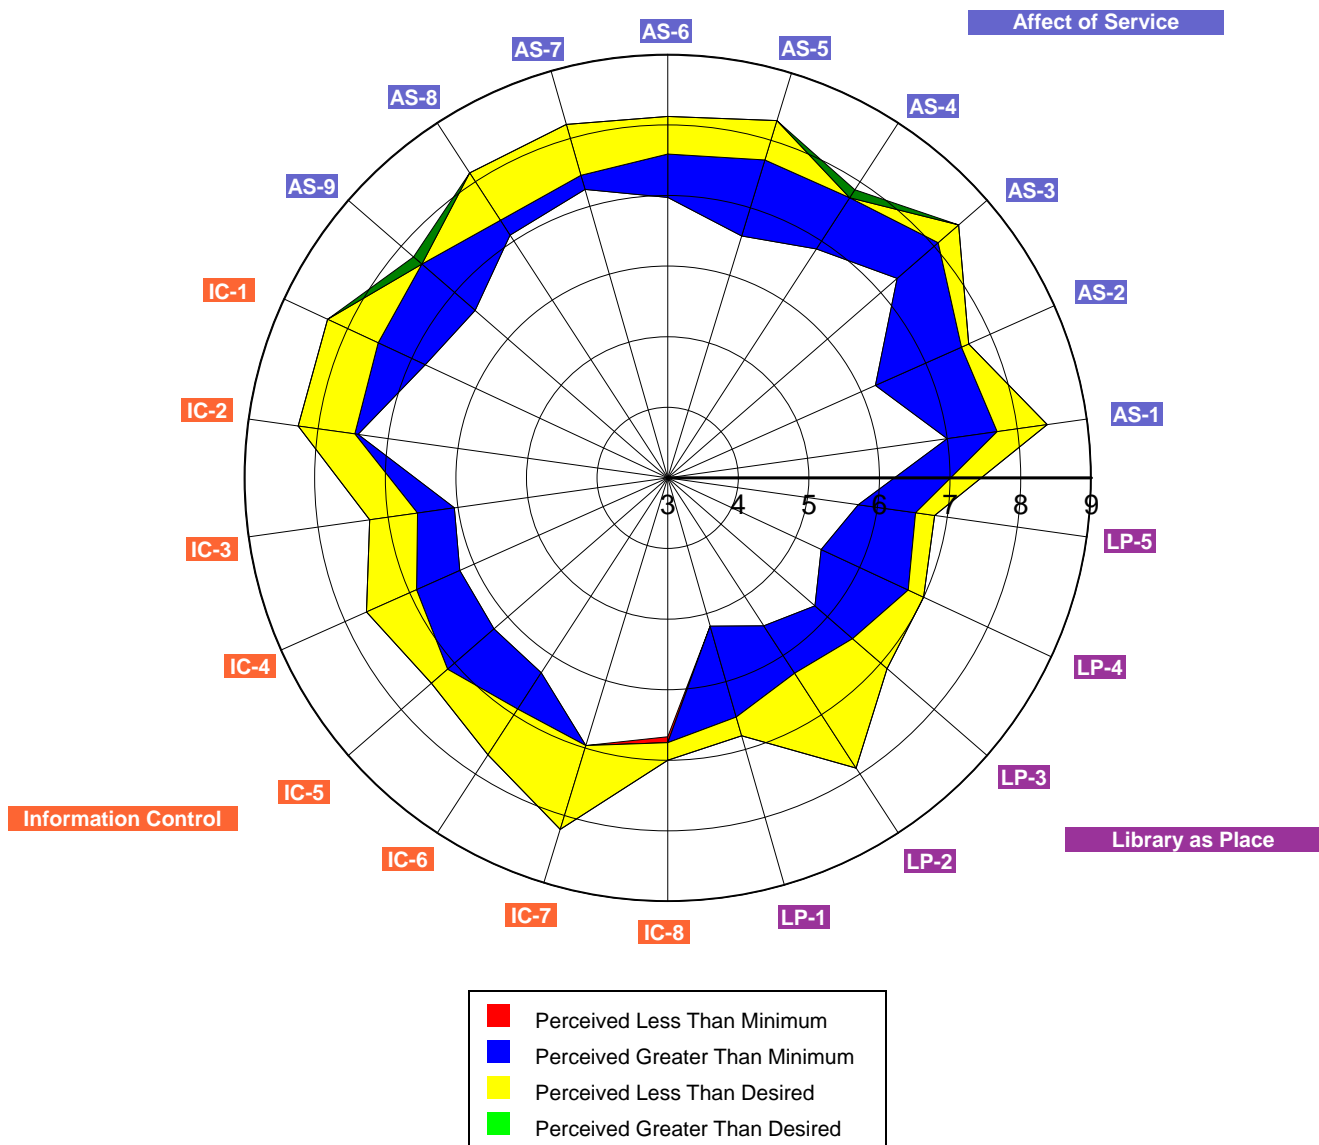 Affect of Service
AS-6
AS-7
AS-5
AS-8
AS-4
AS-9
AS-3
IC-1
AS-2
IC-2
AS-1
3 4 5 6 7 8 9
IC-3
LP-5
IC-4
LP-4
IC-5
LP-3
Information Control
Library as Place
IC-6
LP-2
IC-7
LP-1
IC-8
Perceived Less Than Minimum
Perceived Greater Than Minimum
Perceived Less Than Desired
Perceived Greater Than Desired